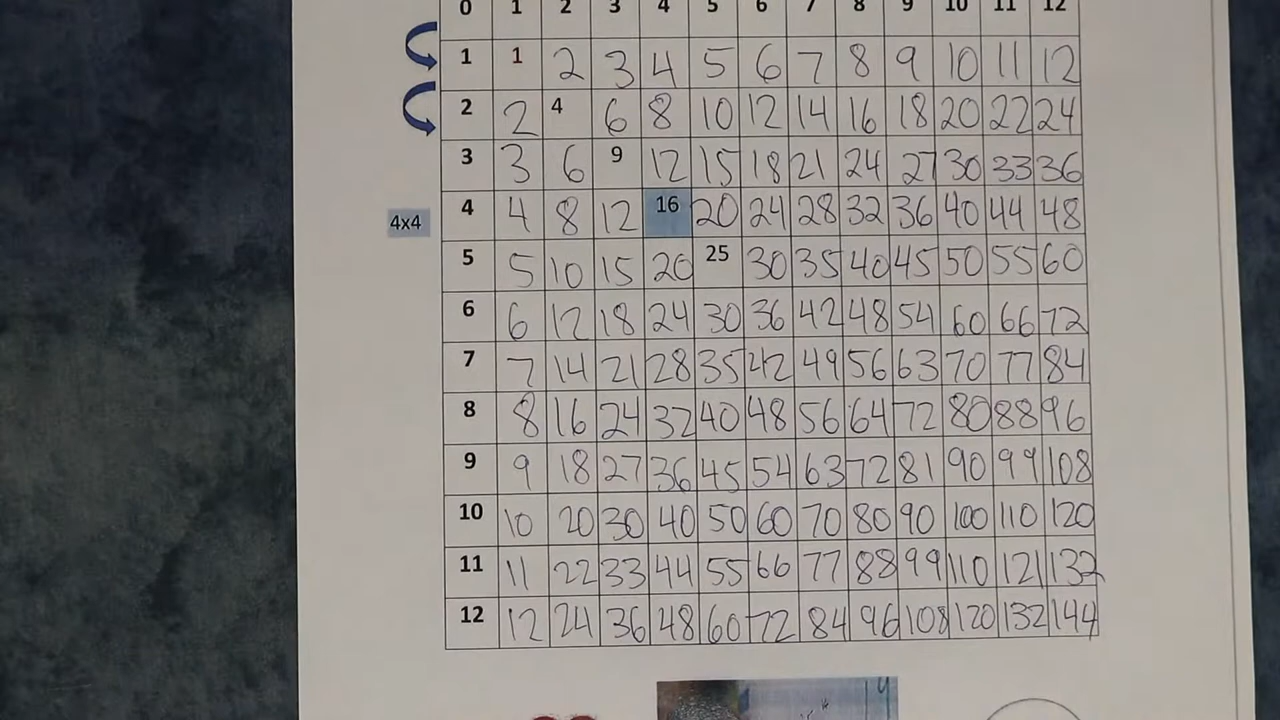 0 1 2 3 4 5 6 7 8 9 10 11 12
1 1 2 3 4 5 6 7 8 9 10 11 12
2 2 4 6 8 10 12 14 16 18 20 22 24
3 3 6 9 12 15 18 21 24 27 30 33 36
4x4 4 4 8 12 16 20 24 28 32 36 40 44 48
5 5 10 15 20 25 30 35 40 45 50 55 60
6 6 12 18 24 30 36 42 48 54 60 66 72
7 7 14 21 28 35 42 49 56 63 70 77 84
8 8 16 24 32 40 48 56 64 72 80 88 96
9 9 18 27 36 45 54 63 72 81 90 99 108
10 10 20 30 40 50 60 70 80 90 100 110 120
11 11 22 33 44 55 66 77 88 99 110 121 132
12 12 24 36 48 60 72 84 96 108 120 132 144